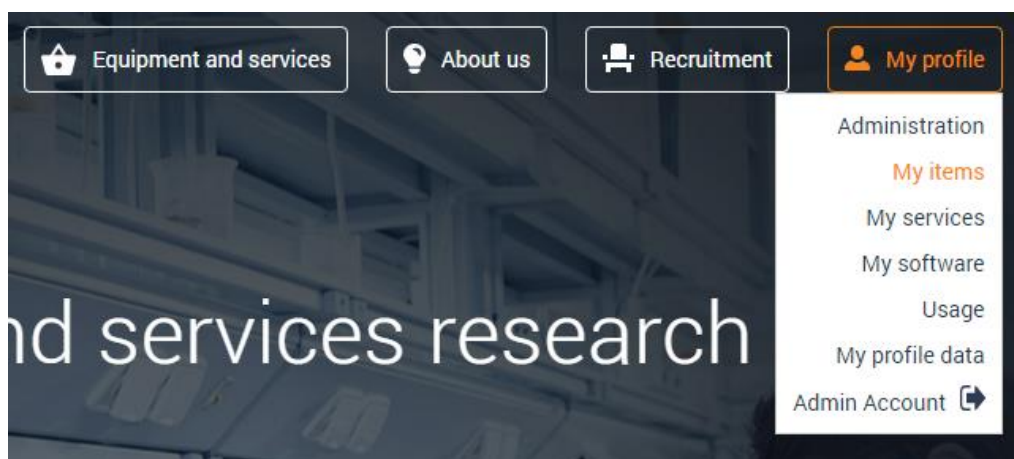 Equipment and services
About us
Recruitment
My profile
Administration
My items
My services
My software
Usage
My profile data
Admin Account
nd services research